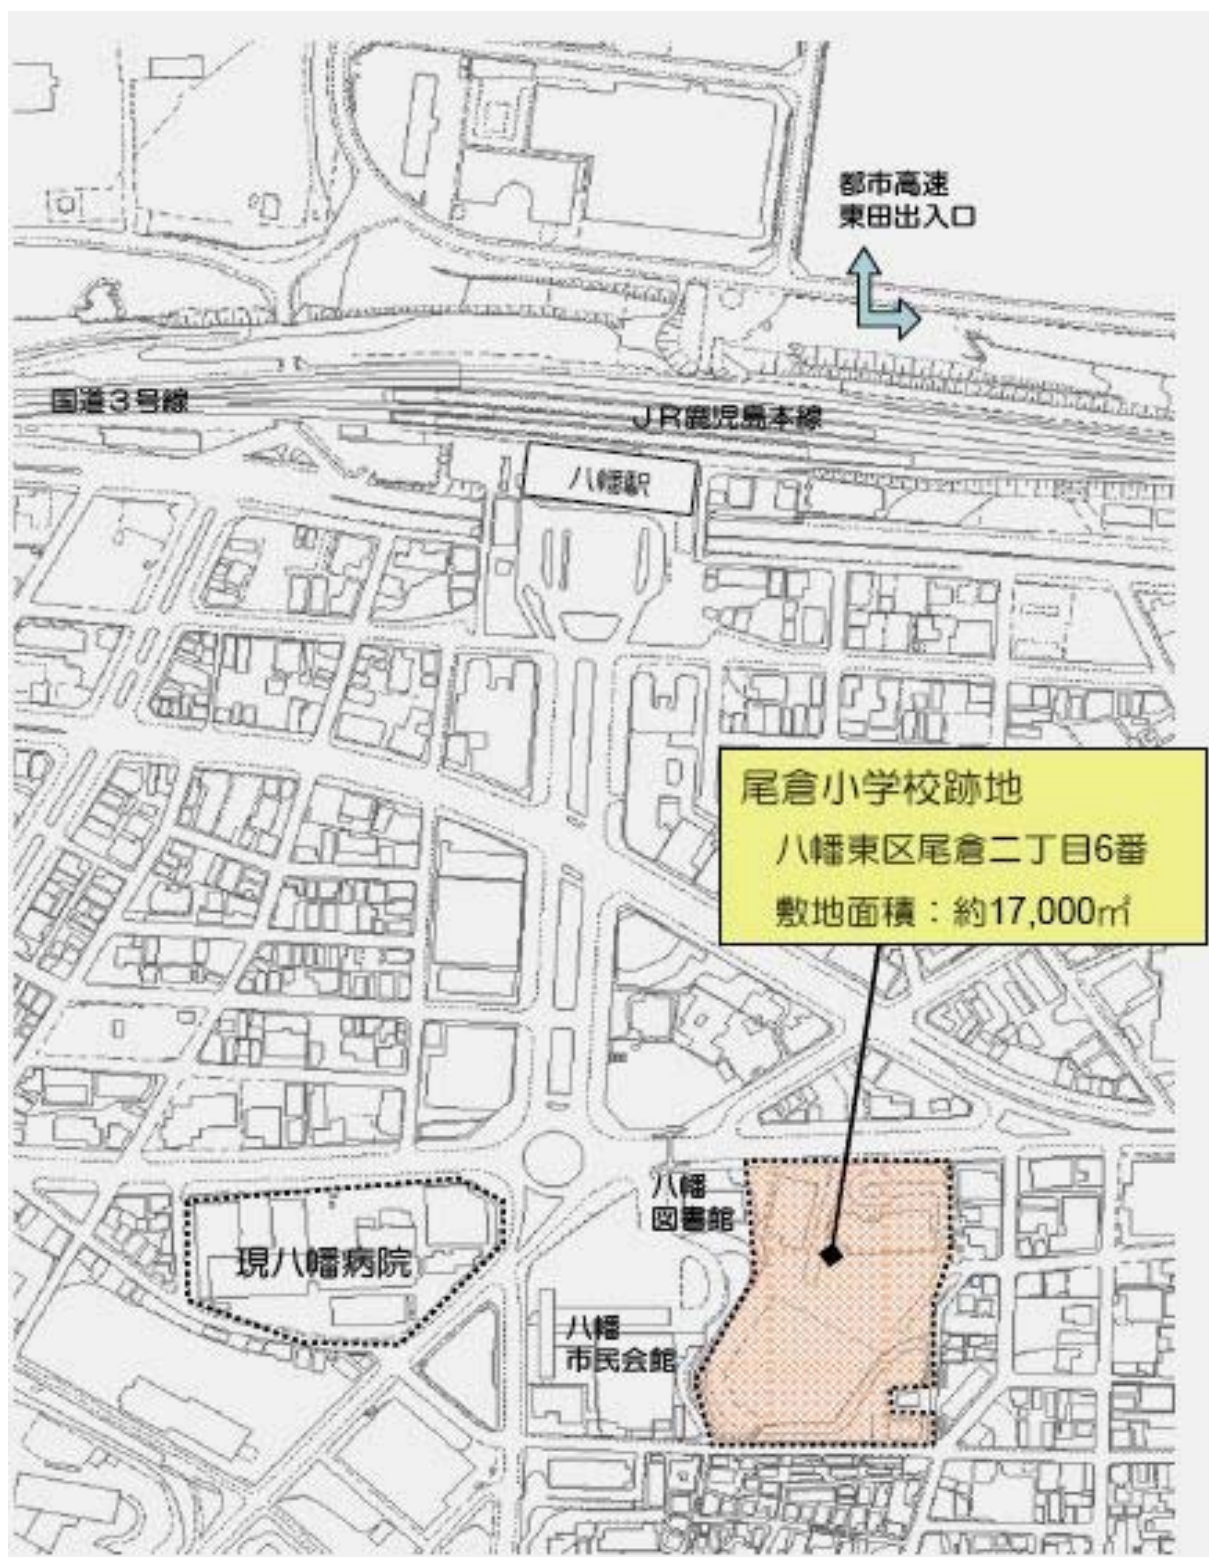 都市高速
東田出入口
国道3号線
JR鹿児島本線
八幡駅
尾倉小学校跡地
八幡東区尾倉二丁目6番
敷地面積:約17,000㎡
八幡
図書館
現八幡病院
八幡
市民会館